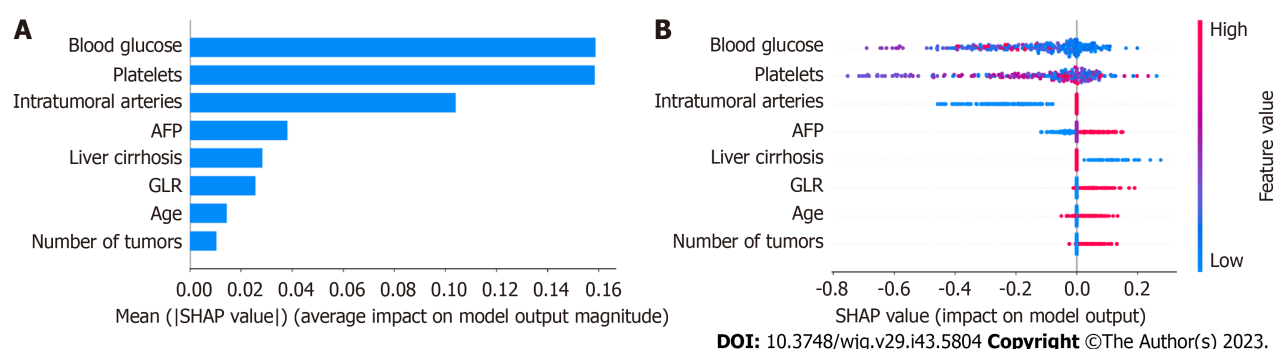 A
Blood glucose
Platelets
Intratumoral arteries
AFP
Liver cirrhosis
GLR
Age
Number of tumors
0.00 0.02 0.04 0.06 0.08 0.10 0.12 0.14 0.16
Mean (|SHAP value|) (average impact on model output magnitude)
B
Blood glucose
Platelets
Intratumoral arteries
AFP
Liver cirrhosis
GLR
Age
Number of tumors
-0.8 -0.6 -0.4 -0.2 0.0 0.2
SHAP value (impact on model output)
High
Low
Feature value
DOI: 10.3748/wjg.v29.i43.5804 Copyright ©The Author(s) 2023.